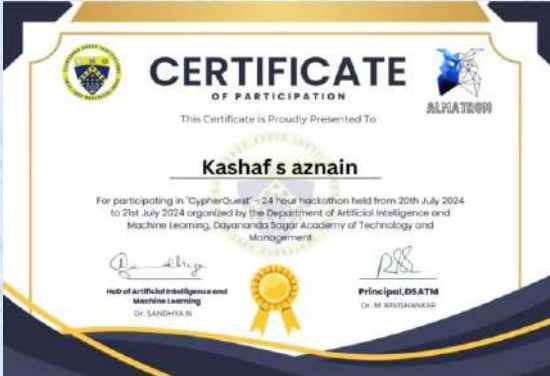 CERTIFICATE
OF PARTICIPATION
ALMATROM
This Certificate is Proudly Presented To
Kashaf s aznain
For participating in "CypherQuest" – 24 hour hackathon held from 20th July 2024
to 21st July 2024 organized by the Department of Artificial Intelligence and
Machine Learning, Dayananda Sagar Academy of Technology and
Management
HoD of Artificial Intelligence and
Machine Learning
Dr. SANDHYA N
Principal,DSATM
Dr. M RAVISHANKAR